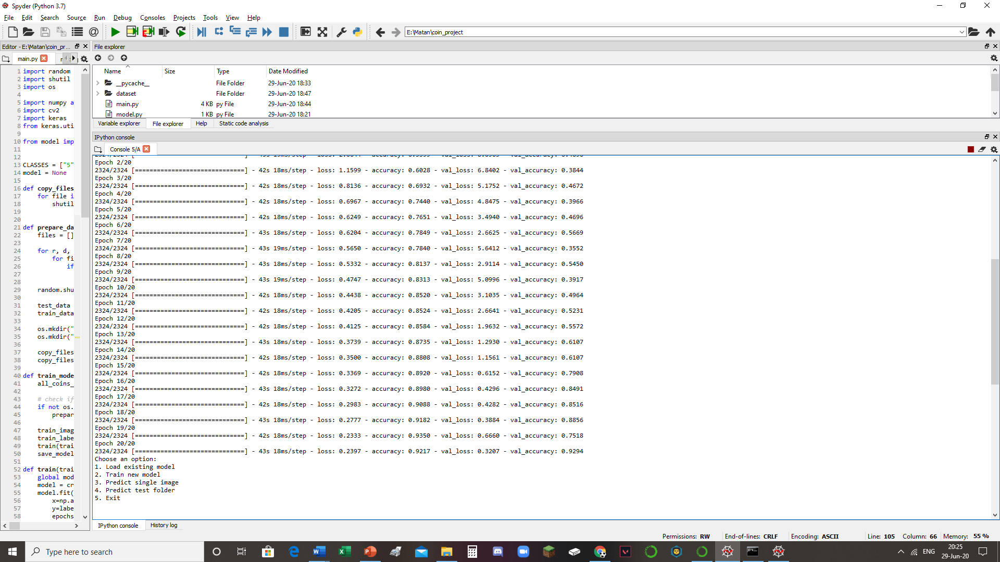 Spyder (Python 3.7)
File Edit Search Source Run Debug Consoles Projects Tools View Help
E:\Matan\coin_project
Editor - E:\Matan\coin_pr...
main.py
1 import random
2 import shutil
3 import os
4
5 import numpy a
6 import cv2
7 import keras
8 from keras.uti
9
10 from model imp
11
12
13 CLASSES = ["5"
14 model = None
15
16 def copy_files
17 for file i
18 shutil
19
20
21 def prepare_da
22 files = []
23
24 for r, d,
25 for fi
26 if
27
28
29 random.shu
30
31 test_data
32 train_data
33
34 os.mkdir("
35 os.mkdir("
36
37 copy_files
38 copy_files
39
40 def train_mode
41 all_coins_
42
43 # check if
44 if not os.
45 prepar
46
47 train_imag
48 train_labe
49 train(trai
50 save_model
51
52 def train(trai
53 global mod
54 model = cr
55 model.fit(
56 x=np.a
57 y=labe
58 epochs
File explorer
Name Size Type Date Modified
__pycache__ File Folder 29-Jun-20 18:33
dataset File Folder 29-Jun-20 18:47
main.py 4 KB py File 29-Jun-20 18:44
model.py 1 KB py File 29-Jun-20 18:21
Variable explorer File explorer Help Static code analysis
IPython console
Console 5/A
Epoch 2/20
2324/2324 [==============================] - 42s 18ms/step - loss: 1.1599 - accuracy: 0.6028 - val_loss: 6.8402 - val_accuracy: 0.3844
Epoch 3/20
2324/2324 [==============================] - 42s 18ms/step - loss: 0.8136 - accuracy: 0.6932 - val_loss: 5.1752 - val_accuracy: 0.4672
Epoch 4/20
2324/2324 [==============================] - 42s 18ms/step - loss: 0.6967 - accuracy: 0.7440 - val_loss: 4.8475 - val_accuracy: 0.3966
Epoch 5/20
2324/2324 [==============================] - 42s 18ms/step - loss: 0.6249 - accuracy: 0.7651 - val_loss: 3.4940 - val_accuracy: 0.4696
Epoch 6/20
2324/2324 [==============================] - 43s 18ms/step - loss: 0.6204 - accuracy: 0.7849 - val_loss: 2.6625 - val_accuracy: 0.5669
Epoch 7/20
2324/2324 [==============================] - 43s 19ms/step - loss: 0.5650 - accuracy: 0.7840 - val_loss: 5.6412 - val_accuracy: 0.3552
Epoch 8/20
2324/2324 [==============================] - 43s 18ms/step - loss: 0.5332 - accuracy: 0.8137 - val_loss: 2.9114 - val_accuracy: 0.5450
Epoch 9/20
2324/2324 [==============================] - 43s 19ms/step - loss: 0.4747 - accuracy: 0.8313 - val_loss: 5.0996 - val_accuracy: 0.3917
Epoch 10/20
2324/2324 [==============================] - 42s 18ms/step - loss: 0.4438 - accuracy: 0.8520 - val_loss: 3.1035 - val_accuracy: 0.4964
Epoch 11/20
2324/2324 [==============================] - 42s 18ms/step - loss: 0.4205 - accuracy: 0.8524 - val_loss: 2.6641 - val_accuracy: 0.5231
Epoch 12/20
2324/2324 [==============================] - 42s 18ms/step - loss: 0.4125 - accuracy: 0.8584 - val_loss: 1.9632 - val_accuracy: 0.5572
Epoch 13/20
2324/2324 [==============================] - 43s 18ms/step - loss: 0.3739 - accuracy: 0.8735 - val_loss: 1.2930 - val_accuracy: 0.6107
Epoch 14/20
2324/2324 [==============================] - 42s 18ms/step - loss: 0.3500 - accuracy: 0.8808 - val_loss: 1.1561 - val_accuracy: 0.6107
Epoch 15/20
2324/2324 [==============================] - 42s 18ms/step - loss: 0.3369 - accuracy: 0.8920 - val_loss: 0.6152 - val_accuracy: 0.7908
Epoch 16/20
2324/2324 [==============================] - 43s 18ms/step - loss: 0.3272 - accuracy: 0.8980 - val_loss: 0.4296 - val_accuracy: 0.8491
Epoch 17/20
2324/2324 [==============================] - 42s 18ms/step - loss: 0.2983 - accuracy: 0.9088 - val_loss: 0.4282 - val_accuracy: 0.8516
Epoch 18/20
2324/2324 [==============================] - 43s 18ms/step - loss: 0.2777 - accuracy: 0.9182 - val_loss: 0.3884 - val_accuracy: 0.8856
Epoch 19/20
2324/2324 [==============================] - 42s 18ms/step - loss: 0.2333 - accuracy: 0.9350 - val_loss: 0.6660 - val_accuracy: 0.7518
Epoch 20/20
2324/2324 [==============================] - 43s 18ms/step - loss: 0.2397 - accuracy: 0.9217 - val_loss: 0.3207 - val_accuracy: 0.9294
Choose an option:
1. Load existing model
2. Train new model
3. Predict single image
4. Predict test folder
5. Exit
IPython console History log
Permissions: RW End-of-lines: CRLF Encoding: ASCII Line: 105 Column: 66 Memory: 55 %
Type here to search
ENG
20:25
29-Jun-20